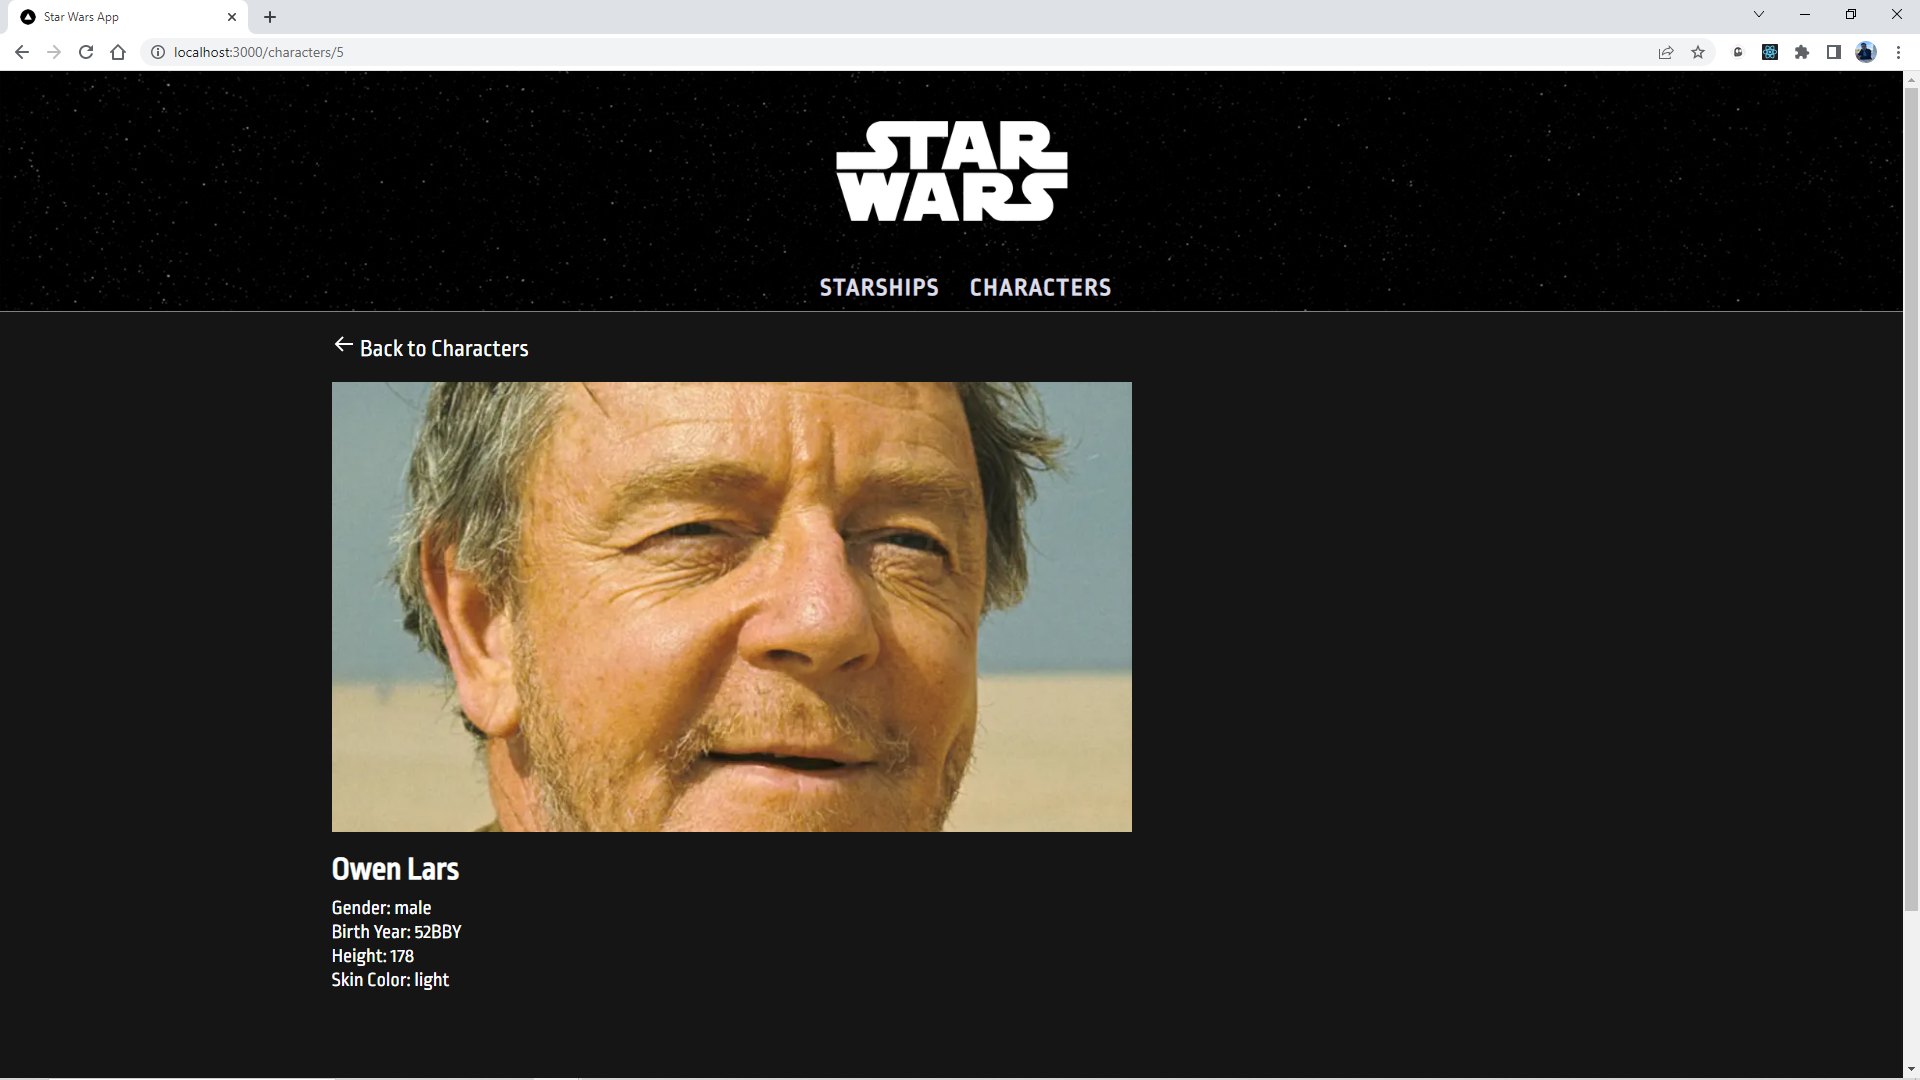 Star Wars App
localhost:3000/characters/5
STAR
WARS
STARSHIPS CHARACTERS
Back to Characters
Owen Lars
Gender: male
Birth Year: 52BBY
Height: 178
Skin Color: light